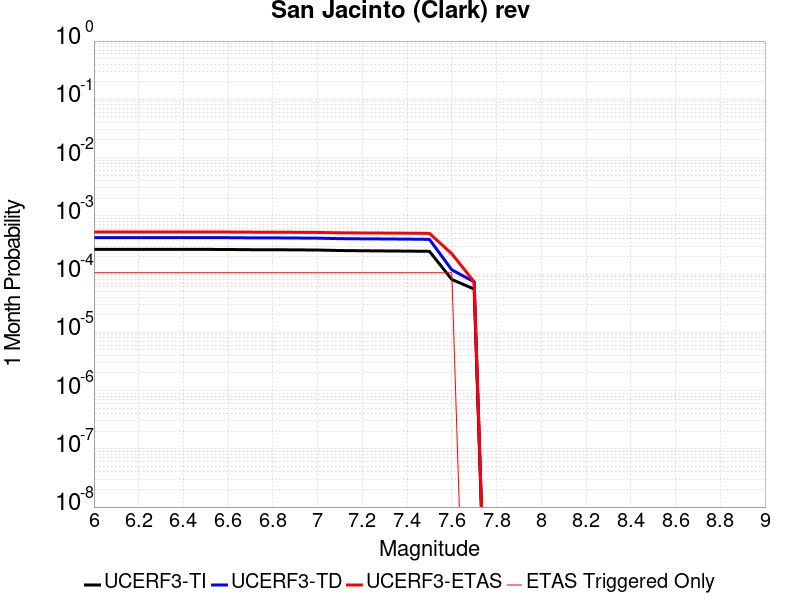 San Jacinto (Clark) rev
10 0
10 -1
10 -2
10 -3
10 -4
10 -5
10 -6
10 -7
10 -8
1 Month Probability
6 6.2 6.4 6.6 6.8 7 7.2 7.4 7.6 7.8 8 8.2 8.4 8.6 8.8 9
Magnitude
UCERF3-TI UCERF3-TD UCERF3-ETAS ETAS Triggered Only